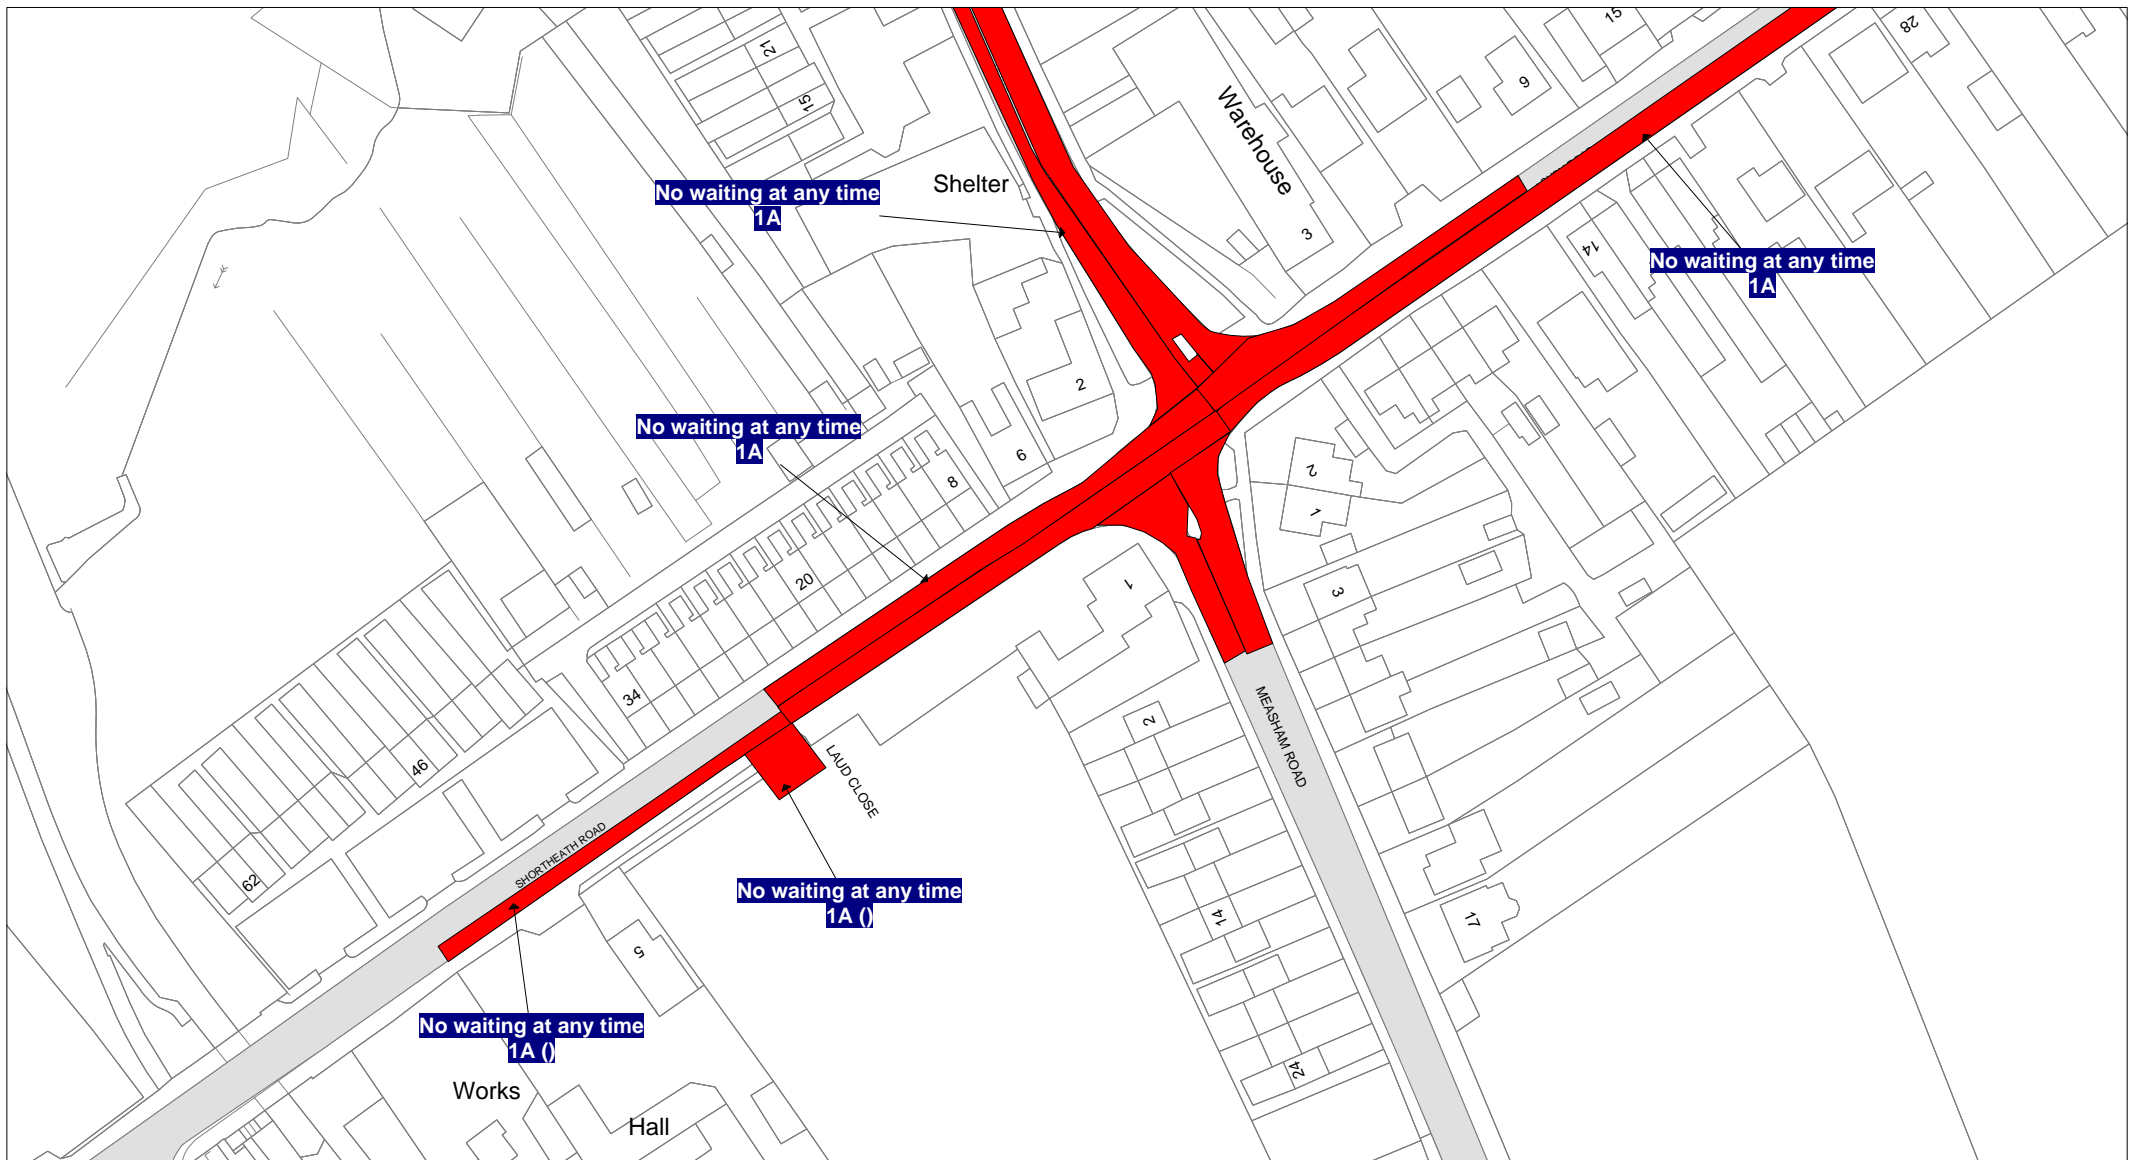 15
28
21
15
Warehouse
6
Shelter
No waiting at any time
1A
3
14
No waiting at any time
1A
2
No waiting at any time
1A
6
8
2
1
20
1
3
34
2
MEASHAM ROAD
46
LAUD CLOSE
SHORTHEATH ROAD
62
No waiting at any time
1A ()
14
17
5
No waiting at any time
1A ()
24
Works
Hall